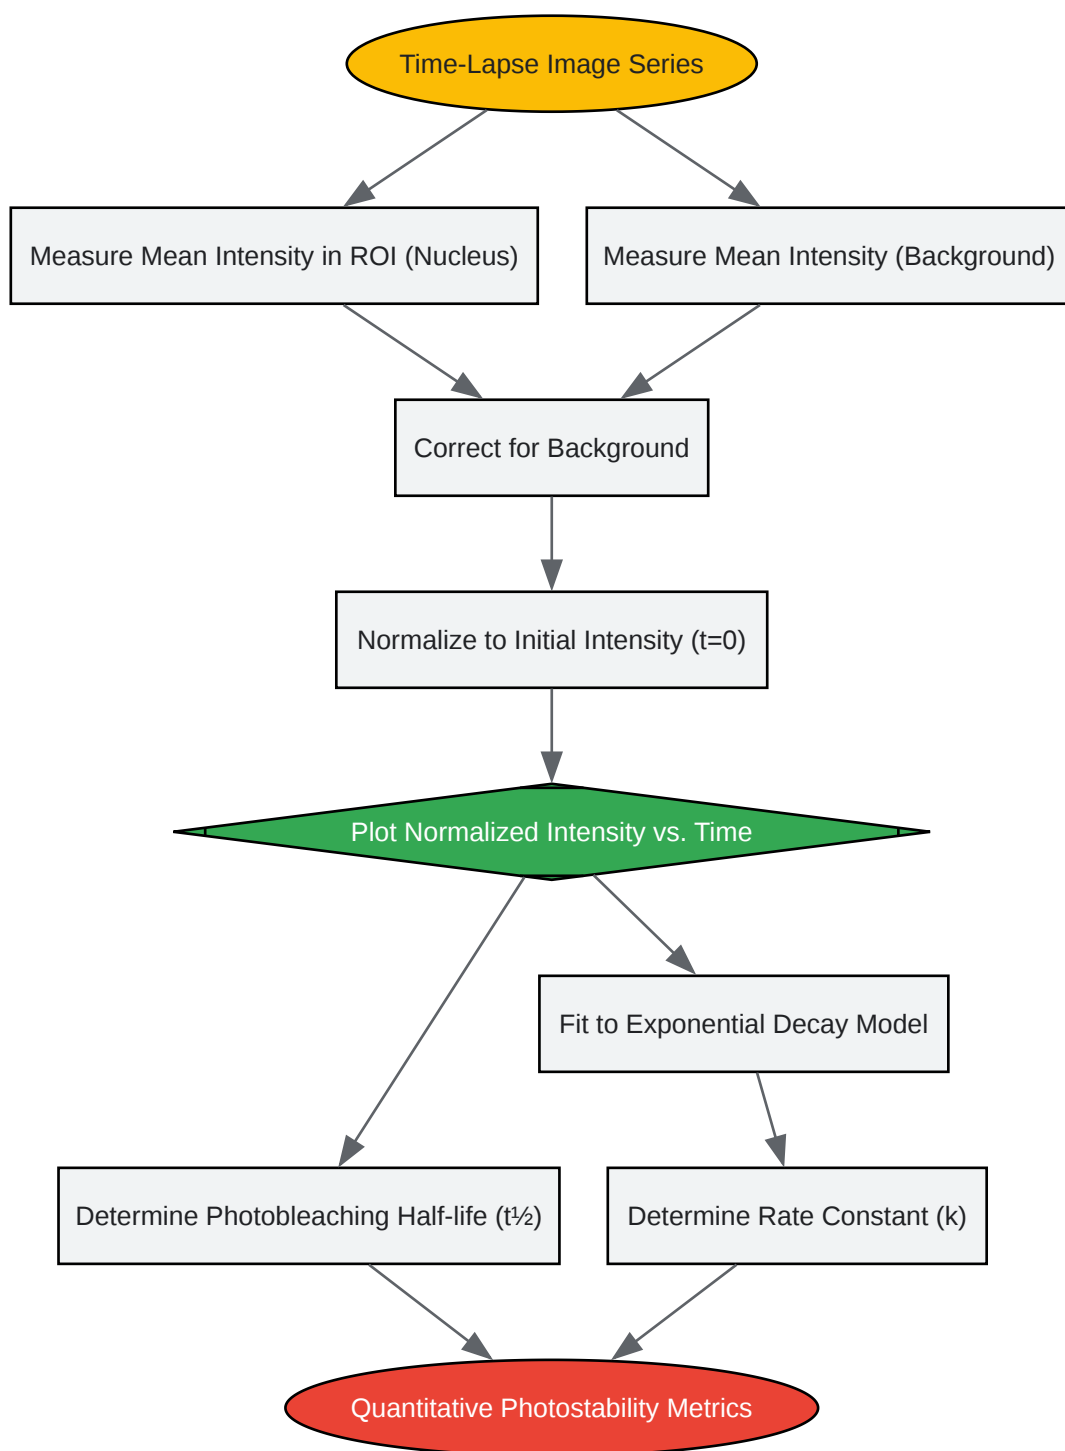 Time-Lapse Image Series
Measure Mean Intensity in ROI (Nucleus)
Measure Mean Intensity (Background)
Correct for Background
Normalize to Initial Intensity (t=0)
Plot Normalized Intensity vs. Time
Fit to Exponential Decay Model
Determine Photobleaching Half-life (t½)
Determine Rate Constant (k)
Quantitative Photostability Metrics